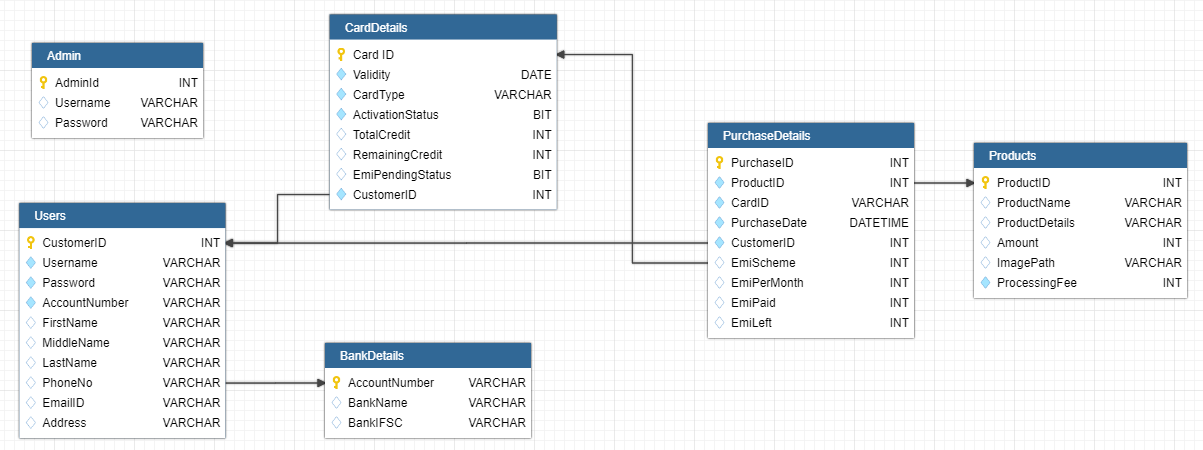 Admin
AdminId INT
Username VARCHAR
Password VARCHAR
CardDetails
Card ID
Validity DATE
CardType VARCHAR
ActivationStatus BIT
TotalCredit INT
RemainingCredit INT
EmiPendingStatus BIT
CustomerID INT
PurchaseDetails
PurchaseID INT
ProductID INT
CardID VARCHAR
PurchaseDate DATETIME
CustomerID INT
EmiScheme INT
EmiPerMonth INT
EmiPaid INT
EmiLeft INT
Products
ProductID INT
ProductName VARCHAR
ProductDetails VARCHAR
Amount INT
ImagePath VARCHAR
ProcessingFee INT
Users
CustomerID INT
Username VARCHAR
Password VARCHAR
AccountNumber VARCHAR
FirstName VARCHAR
MiddleName VARCHAR
LastName VARCHAR
PhoneNo VARCHAR
EmailID VARCHAR
Address VARCHAR
BankDetails
AccountNumber VARCHAR
BankName VARCHAR
BankIFSC VARCHAR